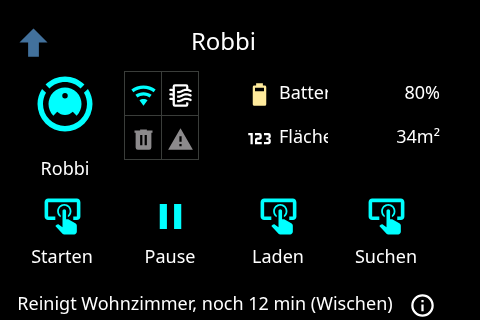 Robbi
Batter 80%
123 Fläche 34m²
Robbi
Starten Pause Laden Suchen
Reinigt Wohnzimmer, noch 12 min (Wischen)